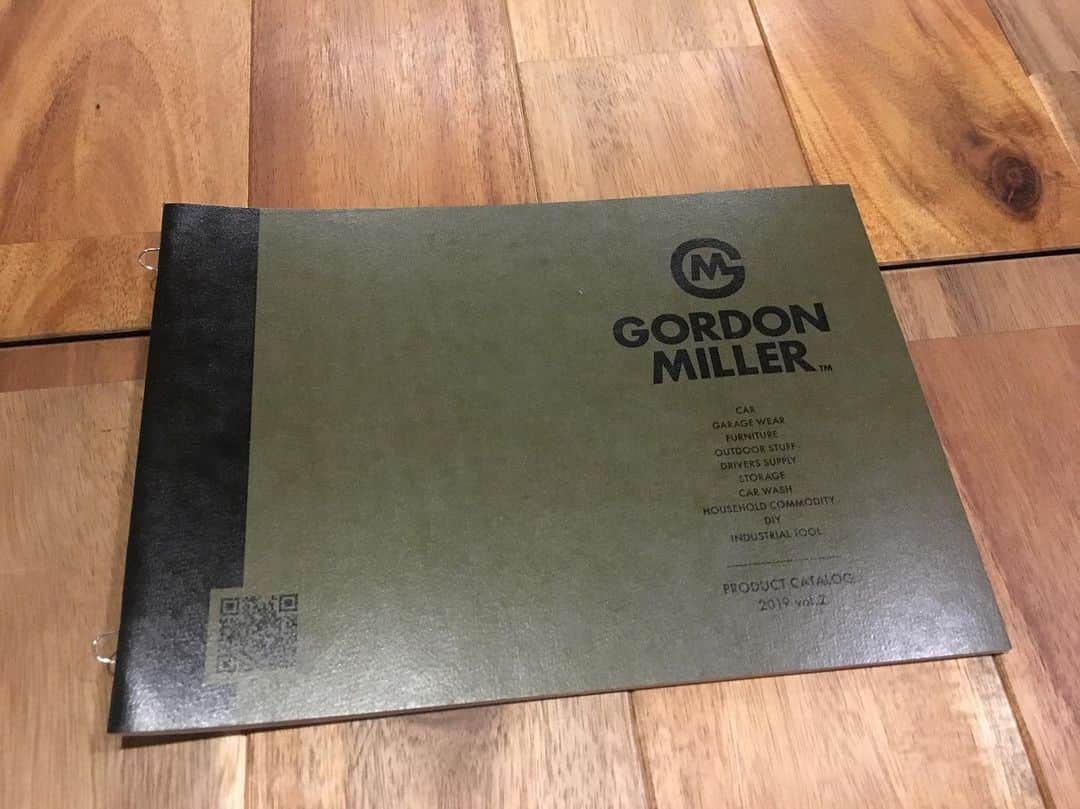 GM
GORDON
MILLER™
CAR
GARAGE WEAR
FURNITURE
OUTDOOR STUFF
DRIVERS SUPPLY
STORAGE
CAR WASH
HOUSEHOLD COMMODITY
DIY
INDUSTRIAL TOOL
PRODUCT CATALOG
2019 vol.2